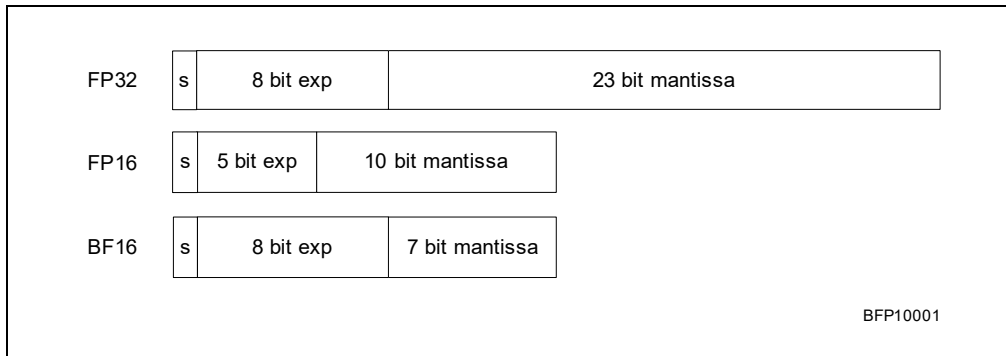 FP32 s 8 bit exp 23 bit mantissa
FP16 s 5 bit exp 10 bit mantissa
BF16 s 8 bit exp 7 bit mantissa
BFP10001